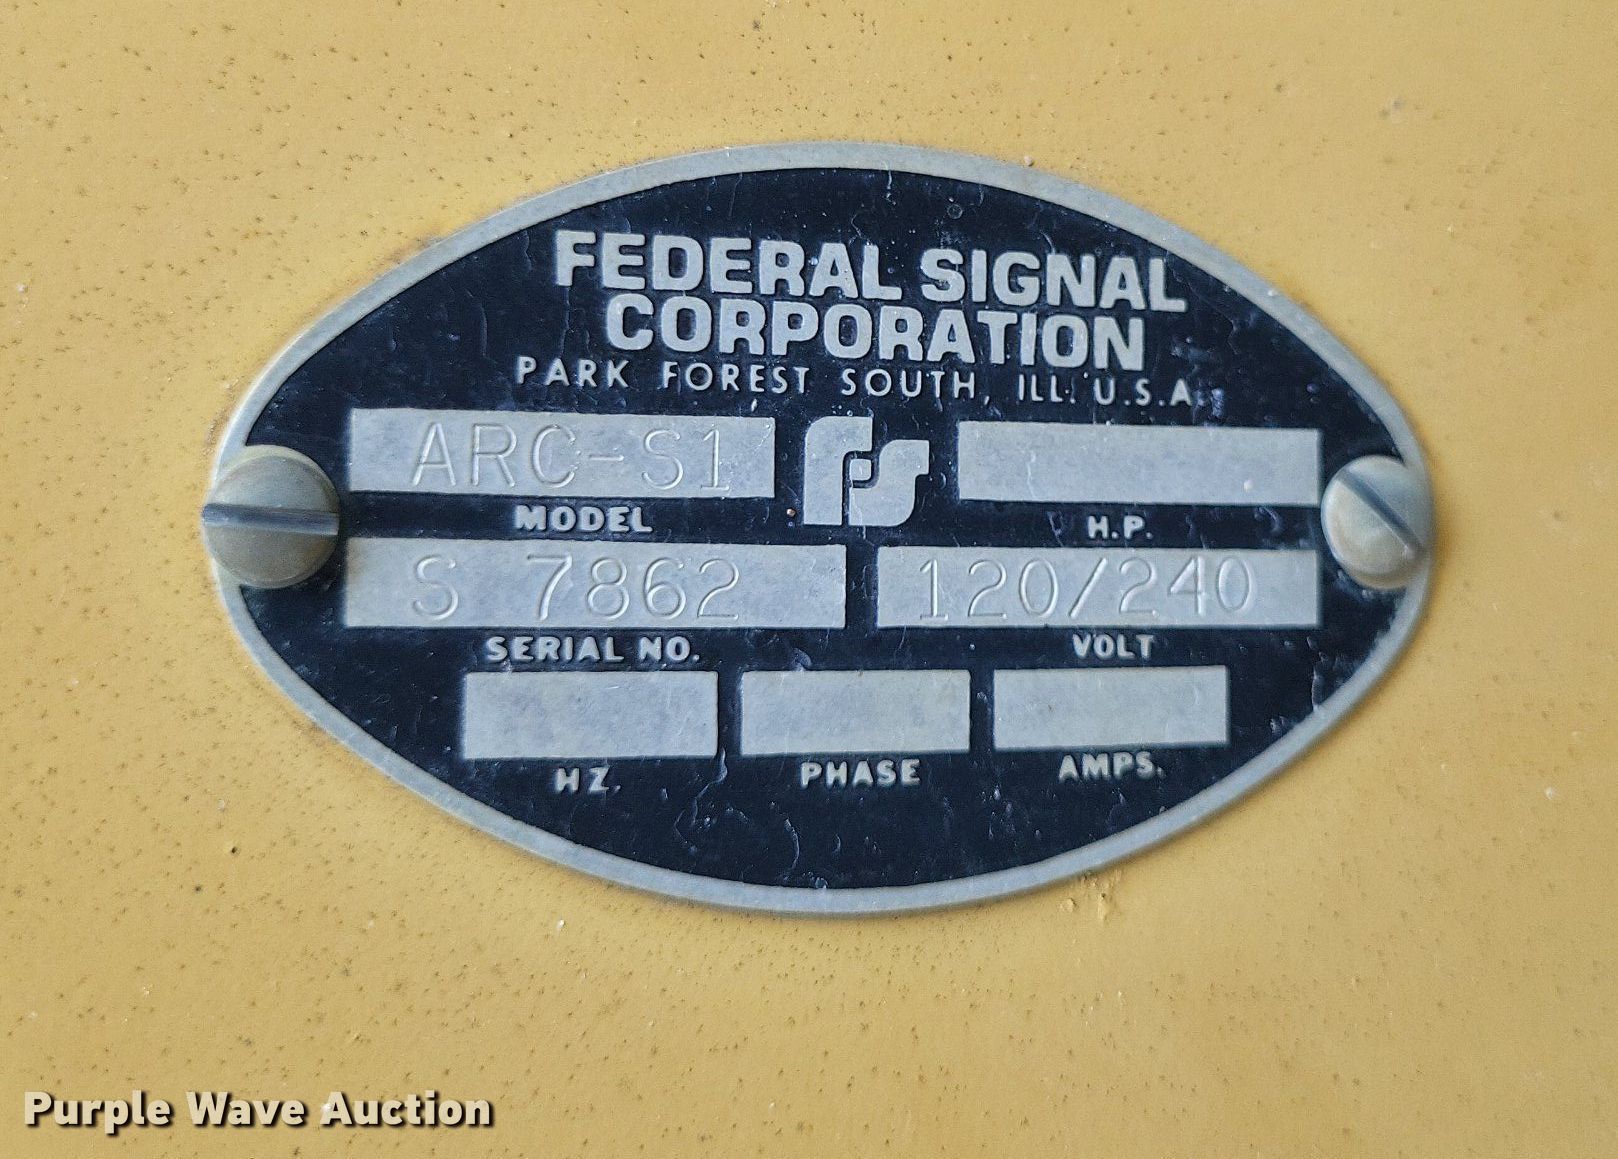 FEDERAL SIGNAL
CORPORATION
PARK FOREST SOUTH, ILL. U.S.A.
ARC-S1
FS
MODEL
H.P.
S 7862
120/240
SERIAL NO.
VOLT
HZ.
PHASE
AMPS.
Purple Wave Auction